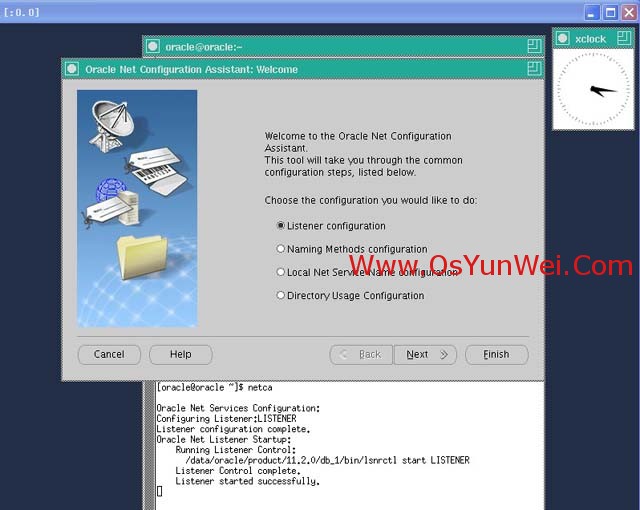 [:0.0]
oracle@oracle:~
xclock
Oracle Net Configuration Assistant: Welcome
Welcome to the Oracle Net Configuration
Assistant.
This tool will take you through the common
configuration steps, listed below.
Choose the configuration you would like to do:
Listener configuration
Naming Methods configuration
Www.OsYunWei.Com
Local Net Service Name configuration
Directory Usage Configuration
Cancel
Help
Back
Next
Finish
[oracle@oracle ~]$ netca
Oracle Net Services Configuration:
Configuring Listener:LISTENER
Listener configuration complete.
Oracle Net Listener Startup:
Running Listener Control:
/data/oracle/product/11.2.0/db_1/bin/lsnrctl start LISTENER
Listener Control complete.
Listener started successfully.